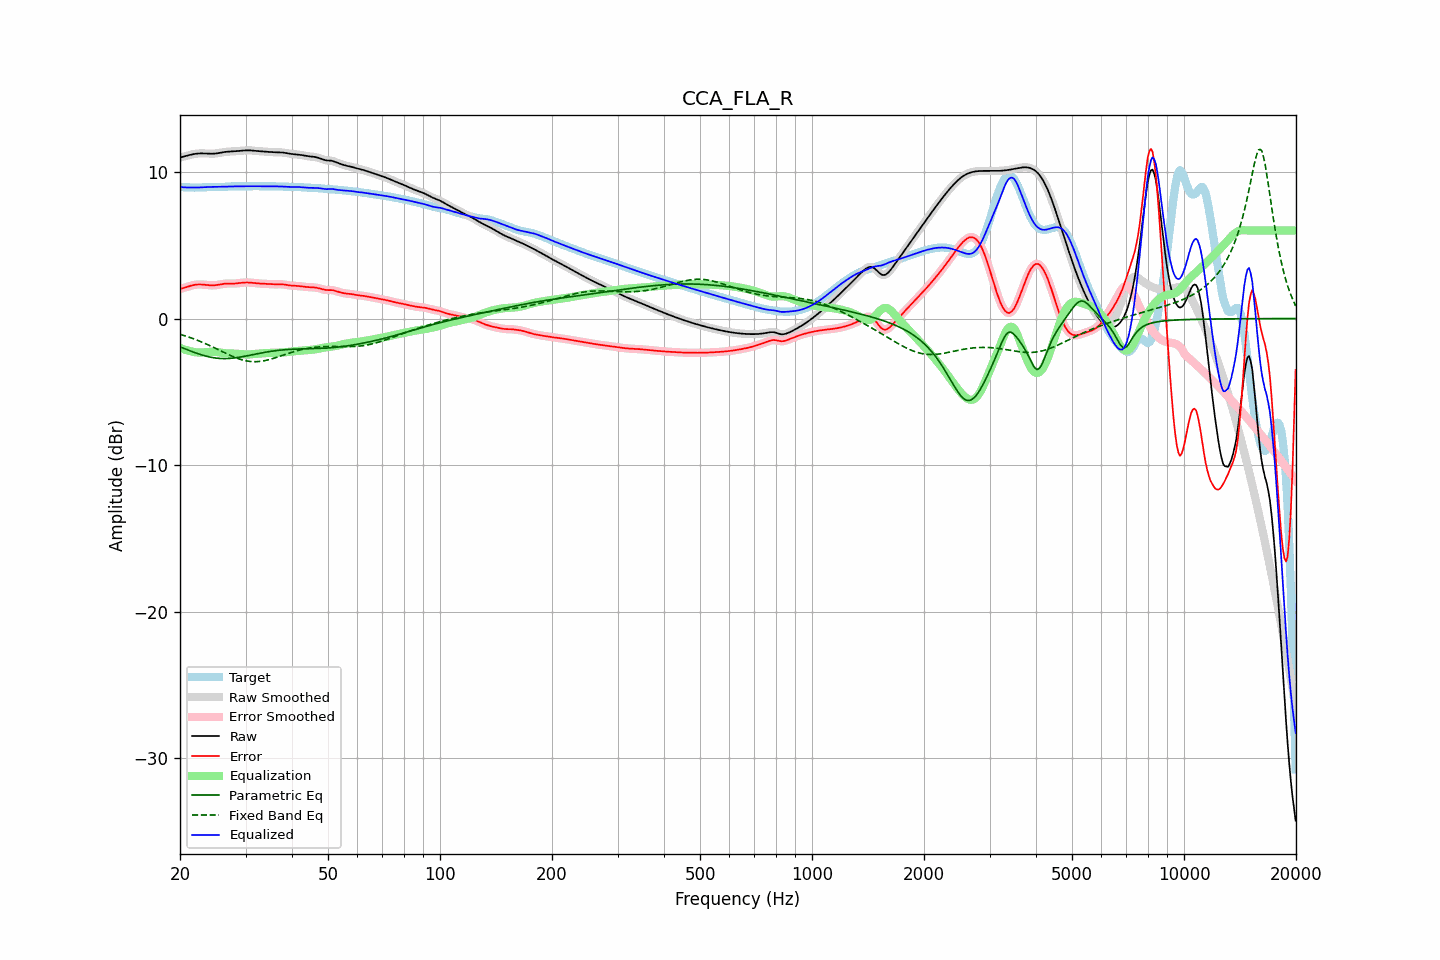 CCA_FLA_R
Amplitude (dBr)
10
0
−10
−20
−30
Target
Raw Smoothed
Error Smoothed
Raw
Error
Equalization
Parametric Eq
Fixed Band Eq
Equalized
20 50 100 200 500 1000 2000 5000 10000 20000
Frequency (Hz)